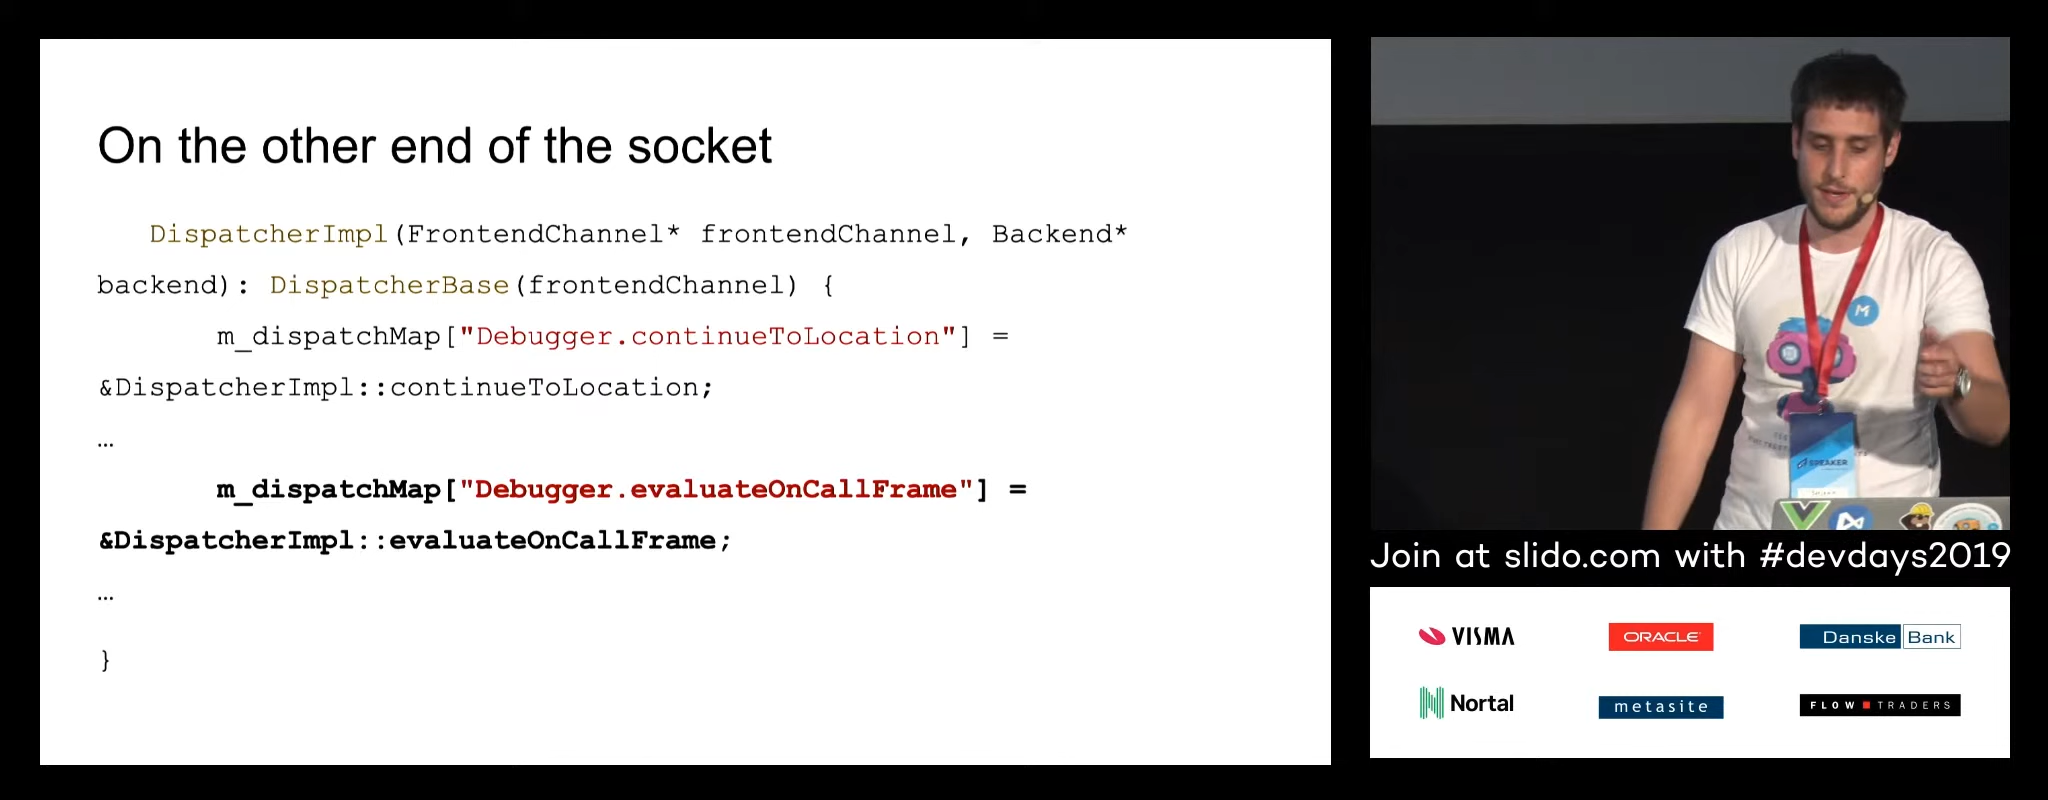 On the other end of the socket
DispatcherImpl(FrontendChannel* frontendChannel, Backend*
backend): DispatcherBase(frontendChannel) {
m_dispatchMap["Debugger.continueToLocation"] =
&DispatcherImpl::continueToLocation;
…
m_dispatchMap["Debugger.evaluateOnCallFrame"] =
&DispatcherImpl::evaluateOnCallFrame;
…
}
SPEAKER
Join at slido.com with #devdays2019
VISMA
ORACLE
Danske Bank
Nortal
metasite
FLOW TRADERS